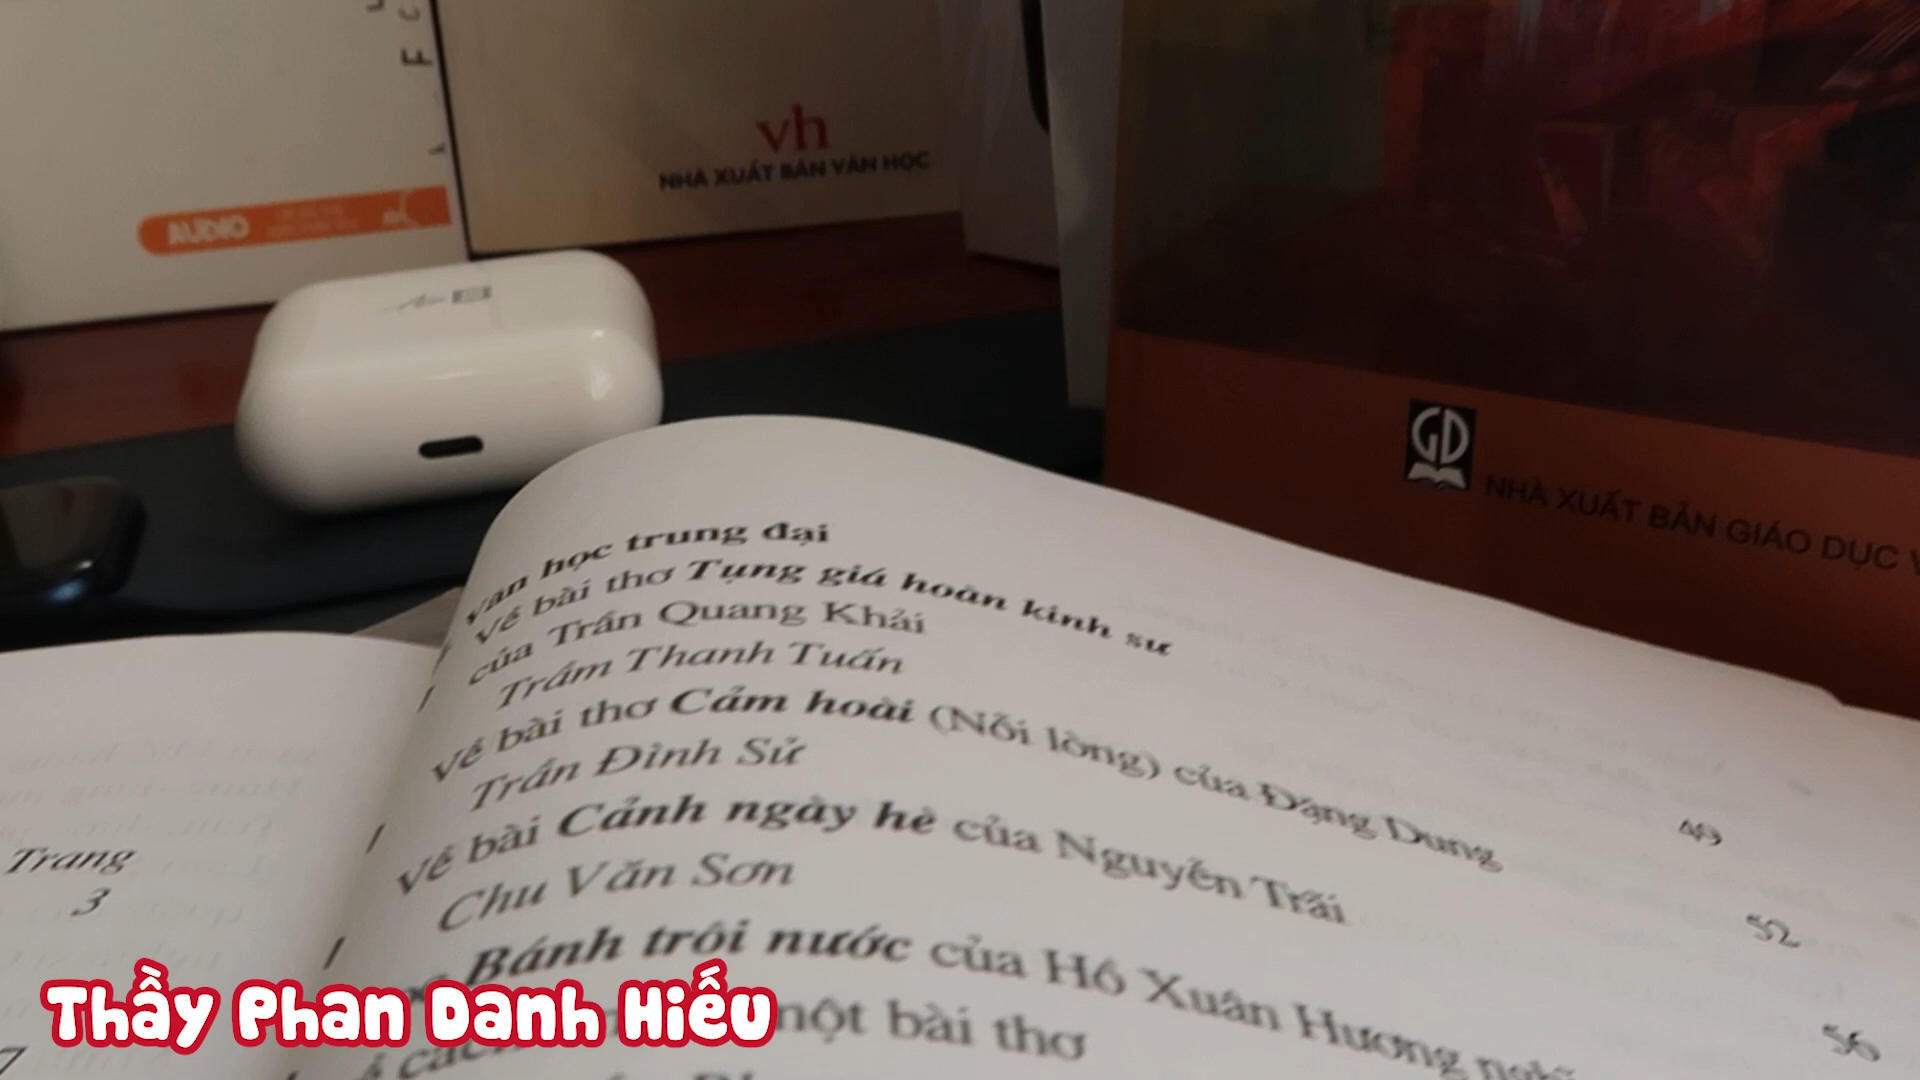 AUDIO
vh
NHÀ XUẤT BẢN VĂN HỌC
GD
NHÀ XUẤT BẢN GIÁO DỤC
văn học trung đại
Về bài thơ Tụng giá hoàn kinh sư
của Trần Quang Khải
Trầm Thanh Tuấn
Về bài thơ Cảm hoài (Nỗi lòng) của Đặng Dung
49
Trần Đình Sử
Về bài Cảnh ngày hè của Nguyễn Trãi
52
Chu Văn Sơn
Bánh trôi nước của Hồ Xuân Hương
56
một bài thơ
Trang
3
Thầy Phan Danh Hiếu